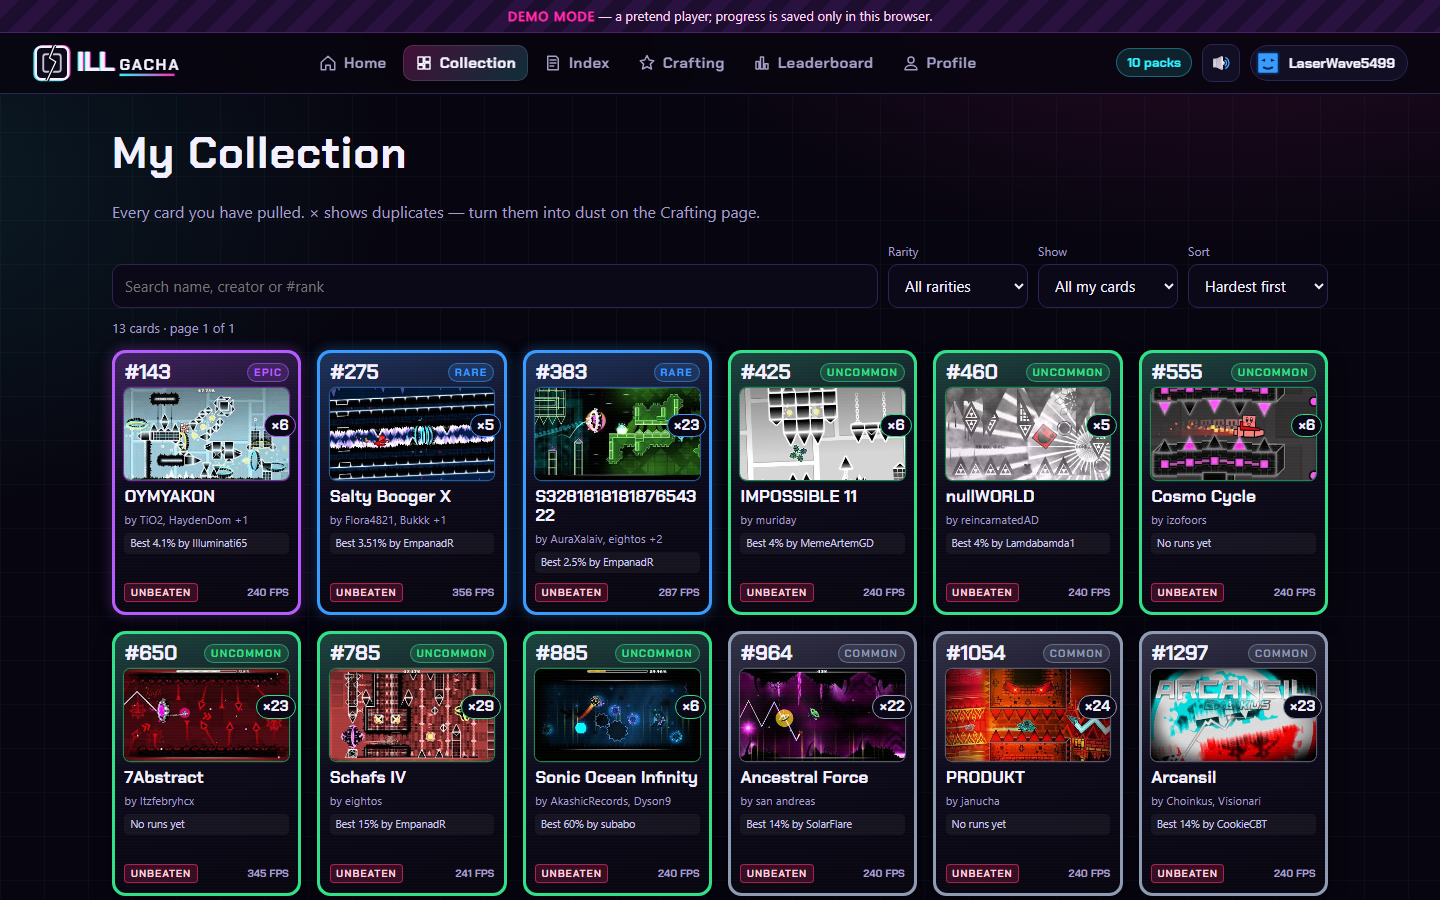 DEMO MODE — a pretend player; progress is saved only in this browser.
ILL GACHA
Home
Collection
Index
Crafting
Leaderboard
Profile
10 packs
LaserWave5499
My Collection
Every card you have pulled. × shows duplicates — turn them into dust on the Crafting page.
Rarity
Show
Sort
Search name, creator or #rank
All rarities
All my cards
Hardest first
13 cards · page 1 of 1
#143 EPIC
×6
OYMYAKON
by TiO2, HaydenDom +1
Best 4.1% by Illuminati65
UNBEATEN 240 FPS
#275 RARE
×5
Salty Booger X
by Flora4821, Bukkk +1
Best 3.51% by EmpanadR
UNBEATEN 356 FPS
#383 RARE
×23
S3281818181876543
22
by AuraXalaiv, eightos +2
Best 2.5% by EmpanadR
UNBEATEN 287 FPS
#425 UNCOMMON
×6
IMPOSSIBLE 11
by muriday
Best 4% by MemeArtemGD
UNBEATEN 240 FPS
#460 UNCOMMON
×5
nullWORLD
by reincarnatedAD
Best 4% by Lamdabamda1
UNBEATEN 240 FPS
#555 UNCOMMON
×6
Cosmo Cycle
by izofoors
No runs yet
UNBEATEN 240 FPS
#650 UNCOMMON
×23
7Abstract
by Itzfebryhcx
No runs yet
UNBEATEN 345 FPS
#785 UNCOMMON
×29
Schafs IV
by eightos
Best 15% by EmpanadR
UNBEATEN 241 FPS
#885 UNCOMMON
×6
Sonic Ocean Infinity
by AkashicRecords, Dyson9
Best 60% by subabo
UNBEATEN 240 FPS
#964 COMMON
×22
Ancestral Force
by san andreas
Best 14% by SolarFlare
UNBEATEN 240 FPS
#1054 COMMON
×24
PRODUKT
by janucha
No runs yet
UNBEATEN 240 FPS
#1297 COMMON
ARCANSIL
×23
Arcansil
by Choinkus, Visionari
Best 14% by CookieCBT
UNBEATEN 240 FPS